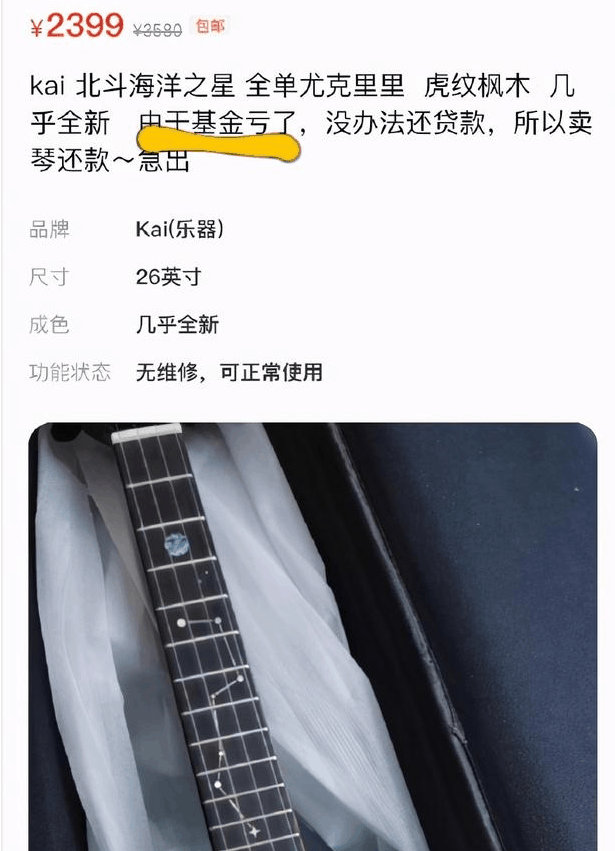 ¥2399 ¥3580 包邮
kai 北斗海洋之星 全单尤克里里 虎纹枫木 几
乎全新 由于基金亏了，没办法还贷款，所以卖
琴还款～急出
品牌 Kai(乐器)
尺寸 26英寸
成色 几乎全新
功能状态 无维修，可正常使用